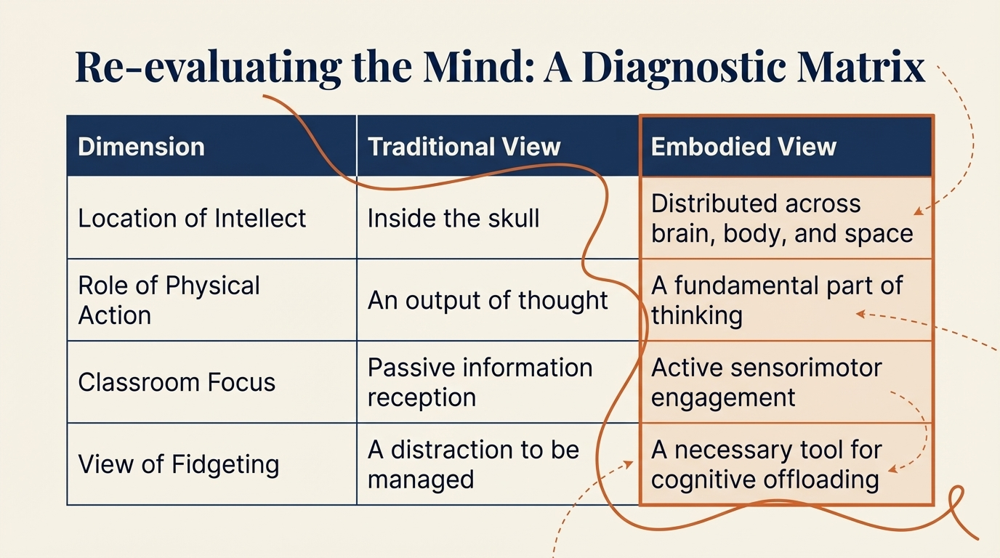 Re-evaluating the Mind: A Diagnostic Matrix
Dimension
Traditional View
Embodied View
Location of Intellect
Inside the skull
Distributed across
brain, body, and space
Role of Physical
Action
An output of thought
A fundamental part of
thinking
Classroom Focus
Passive information
reception
Active sensorimotor
engagement
View of Fidgeting
A distraction to be
managed
A necessary tool for
cognitive offloading